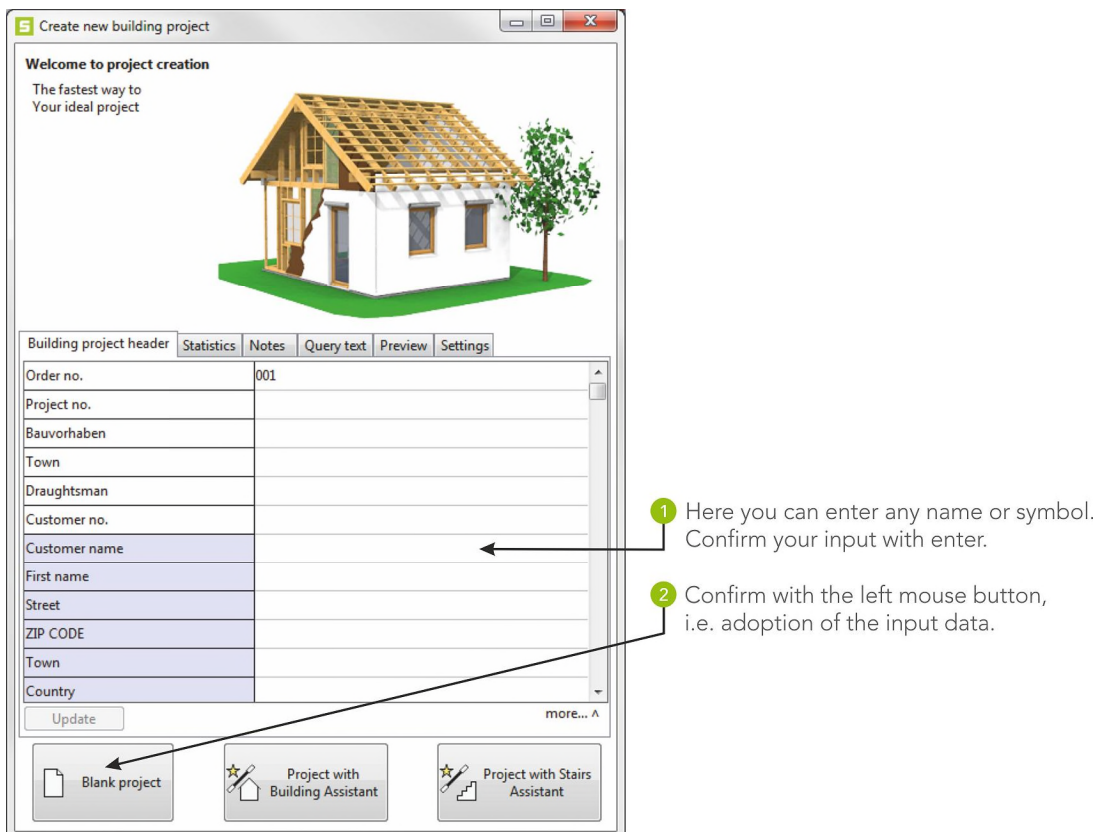 Create new building project
Welcome to project creation
The fastest way to
Your ideal project
Building project header Statistics Notes Query text Preview Settings
Order no. 001
Project no.
Bauvorhaben
Town
Draughtsman
Customer no.
Customer name
First name
Street
ZIP CODE
Town
Country
Update more... ^
Blank project
Project with
Building Assistant
Project with Stairs
Assistant
1 Here you can enter any name or symbol.
Confirm your input with enter.
2 Confirm with the left mouse button,
i.e. adoption of the input data.